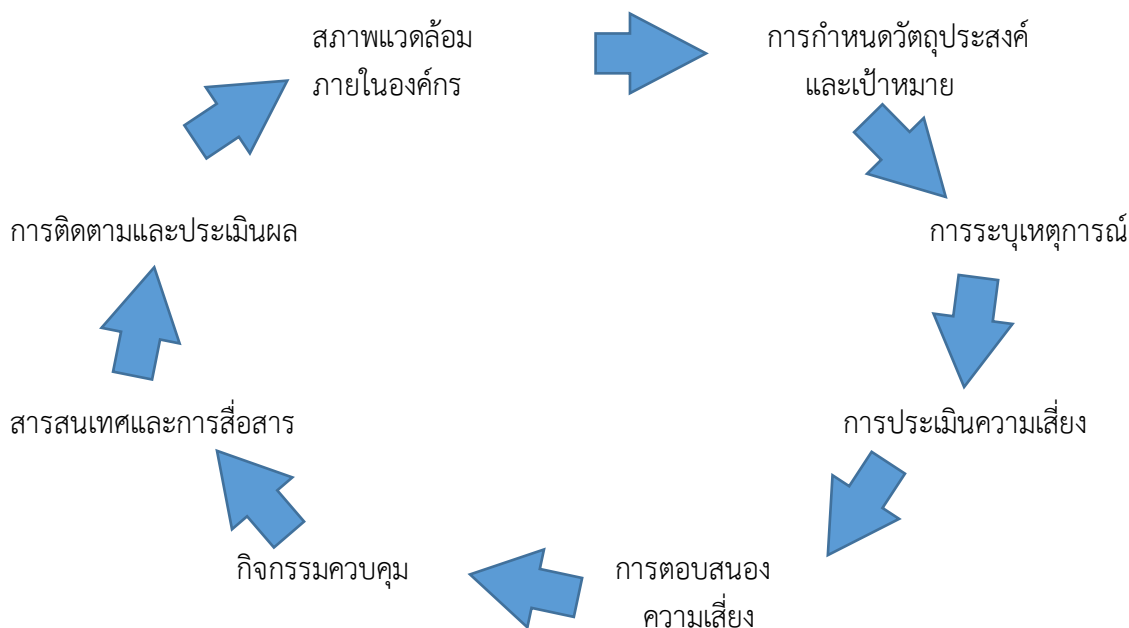 สภาพแวดล้อม
ภายในองค์กร
การกำหนดวัตถุประสงค์
และเป้าหมาย
การติดตามและประเมินผล
การระบุเหตุการณ์
สารสนเทศและการสื่อสาร
การประเมินความเสี่ยง
กิจกรรมควบคุม
การตอบสนอง
ความเสี่ยง